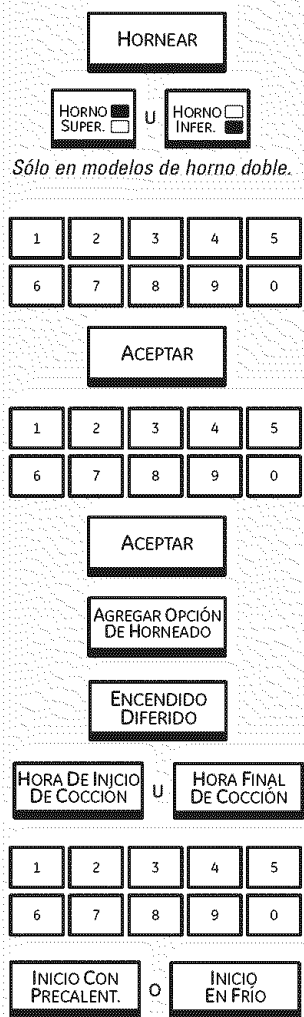 HORNEAR
HORNO U HORNO
SUPER. INFER.
Sólo en modelos de horno doble.
1 2 3 4 5
6 7 8 9 0
ACEPTAR
1 2 3 4 5
6 7 8 9 0
ACEPTAR
AGREGAR OPCIÓN
DE HORNEADO
ENCENDIDO
DIFERIDO
HORA DE INICIO U HORA FINAL
DE COCCIÓN DE COCCIÓN
1 2 3 4 5
6 7 8 9 0
INICIO CON O INICIO
PRECALENT. EN FRÍO